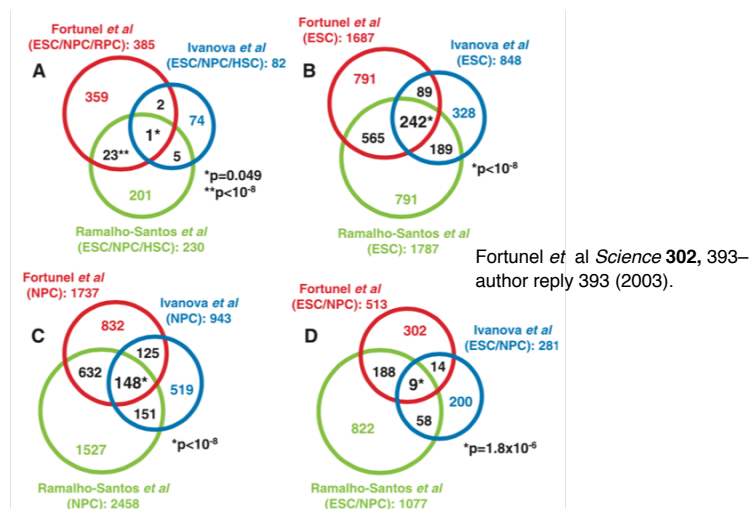 Fortunel et al
(ESC/NPC/RPC): 385
Ivanova et al
(ESC/NPC/HSC): 82
A
359
2
74
1*
23**
5
201
*p=0.049
**p<10-8
Ramalho-Santos et al
(ESC/NPC/HSC): 230
Fortunel et al
(ESC): 1687
Ivanova et al
(ESC): 848
B
791
89
328
242*
565
189
*p<10-8
791
Ramalho-Santos et al
(ESC): 1787
Fortunel et al Science 302, 393–
author reply 393 (2003).
Fortunel et al
(NPC): 1737
Ivanova et al
(NPC): 943
C
832
125
632
148*
519
151
*p<10-8
1527
Ramalho-Santos et al
(NPC): 2458
Fortunel et al
(ESC/NPC): 513
Ivanova et al
(ESC/NPC): 281
D
302
14
188
9*
200
58
822
*p=1.8x10-6
Ramalho-Santos et al
(ESC/NPC): 1077